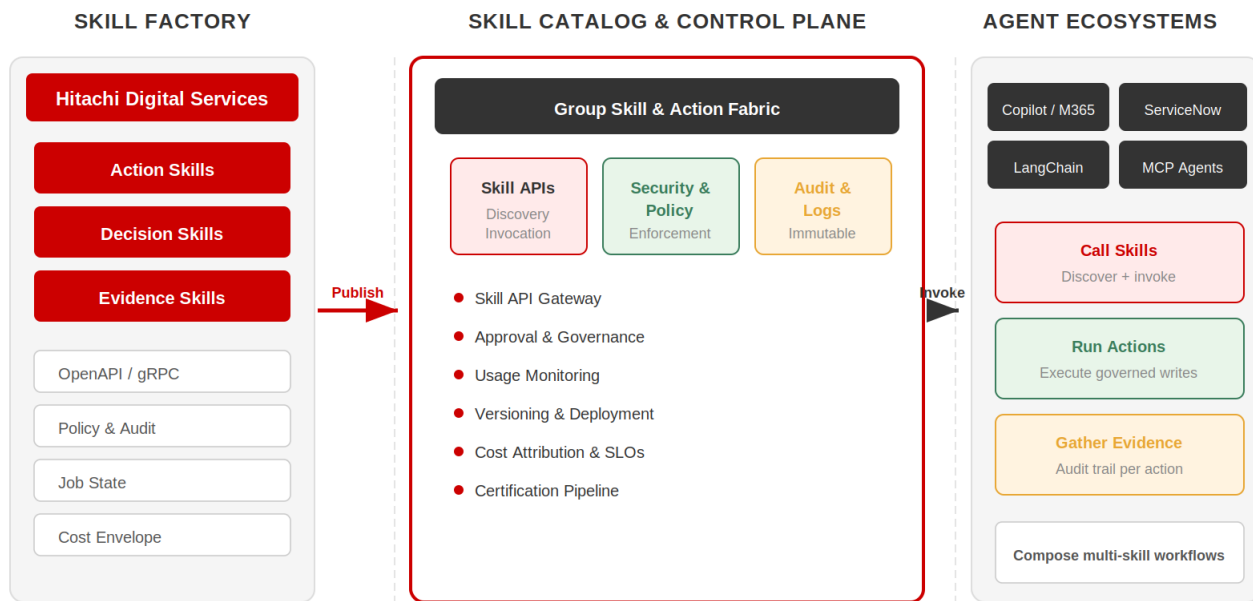 SKILL FACTORY
Hitachi Digital Services
Action Skills
Decision Skills
Evidence Skills
OpenAPI / gRPC
Policy & Audit
Job State
Cost Envelope
Publish
SKILL CATALOG & CONTROL PLANE
Group Skill & Action Fabric
Skill APIs
Discovery
Invocation
Security &
Policy
Enforcement
Audit &
Logs
Immutable
Skill API Gateway
Approval & Governance
Usage Monitoring
Versioning & Deployment
Cost Attribution & SLOs
Certification Pipeline
Invoke
AGENT ECOSYSTEMS
Copilot / M365
ServiceNow
LangChain
MCP Agents
Call Skills
Discover + invoke
Run Actions
Execute governed writes
Gather Evidence
Audit trail per action
Compose multi-skill workflows